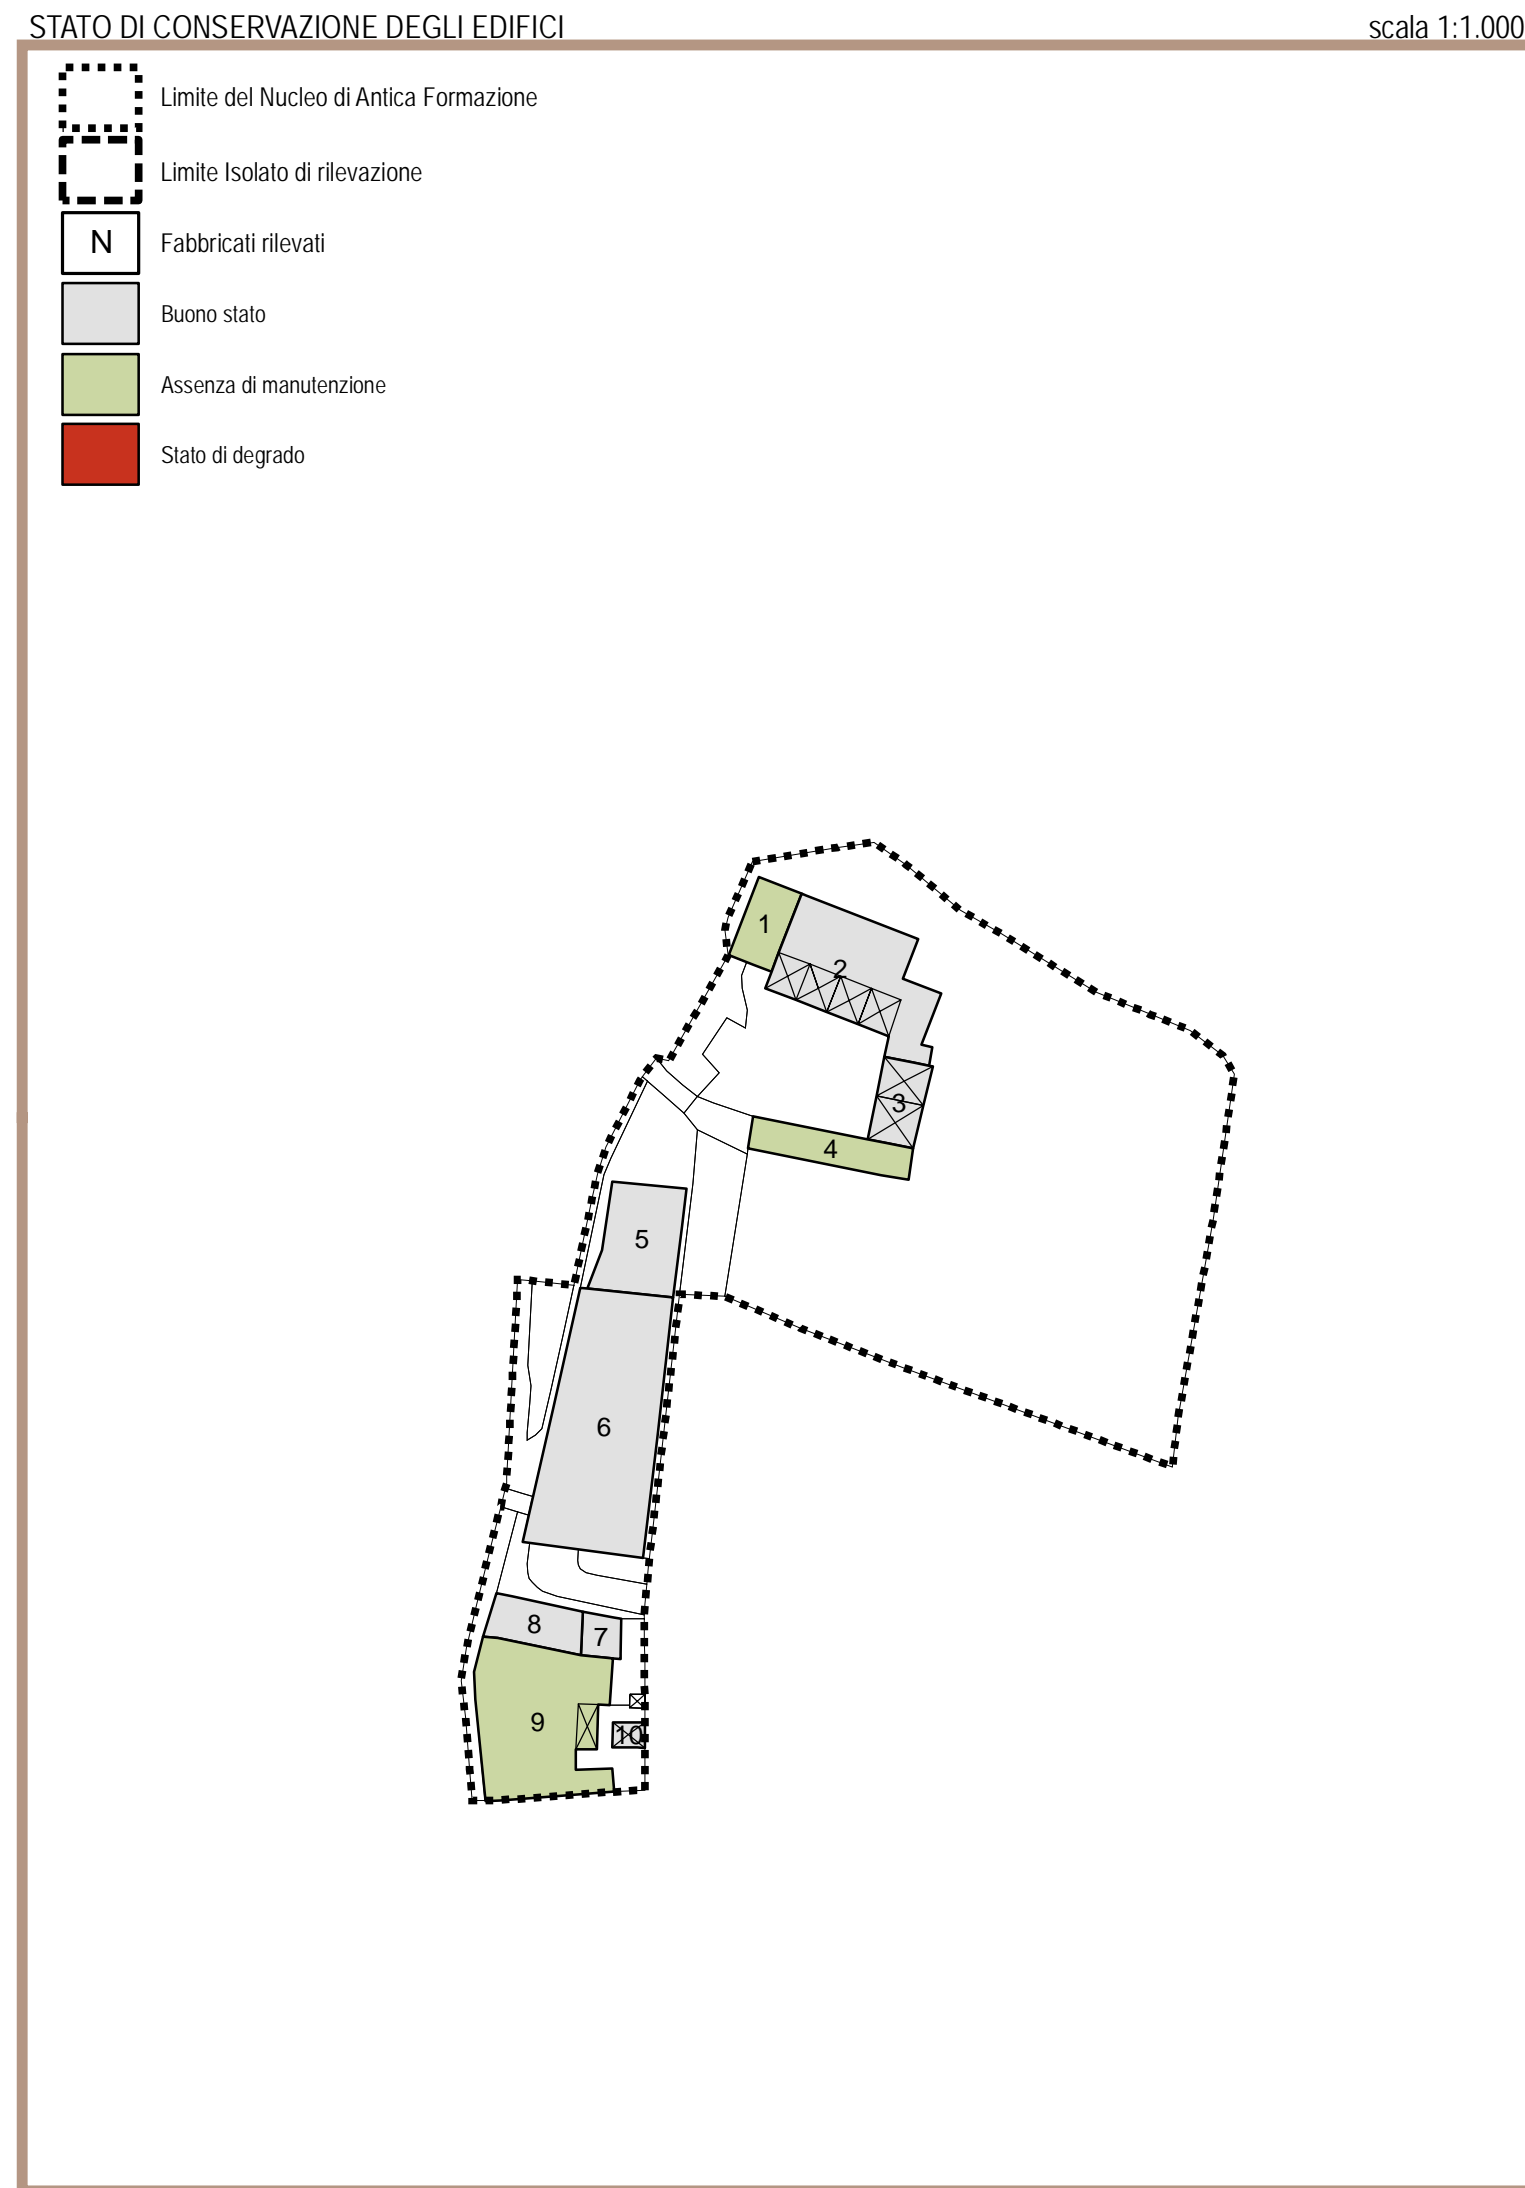 STATO DI CONSERVAZIONE DEGLI EDIFICI
scala 1:1.000
Limite del Nucleo di Antica Formazione
Limite Isolato di rilevazione
N
Fabbricati rilevati
Buono stato
Assenza di manutenzione
Stato di degrado
1
2
3
4
5
6
8
7
9
10